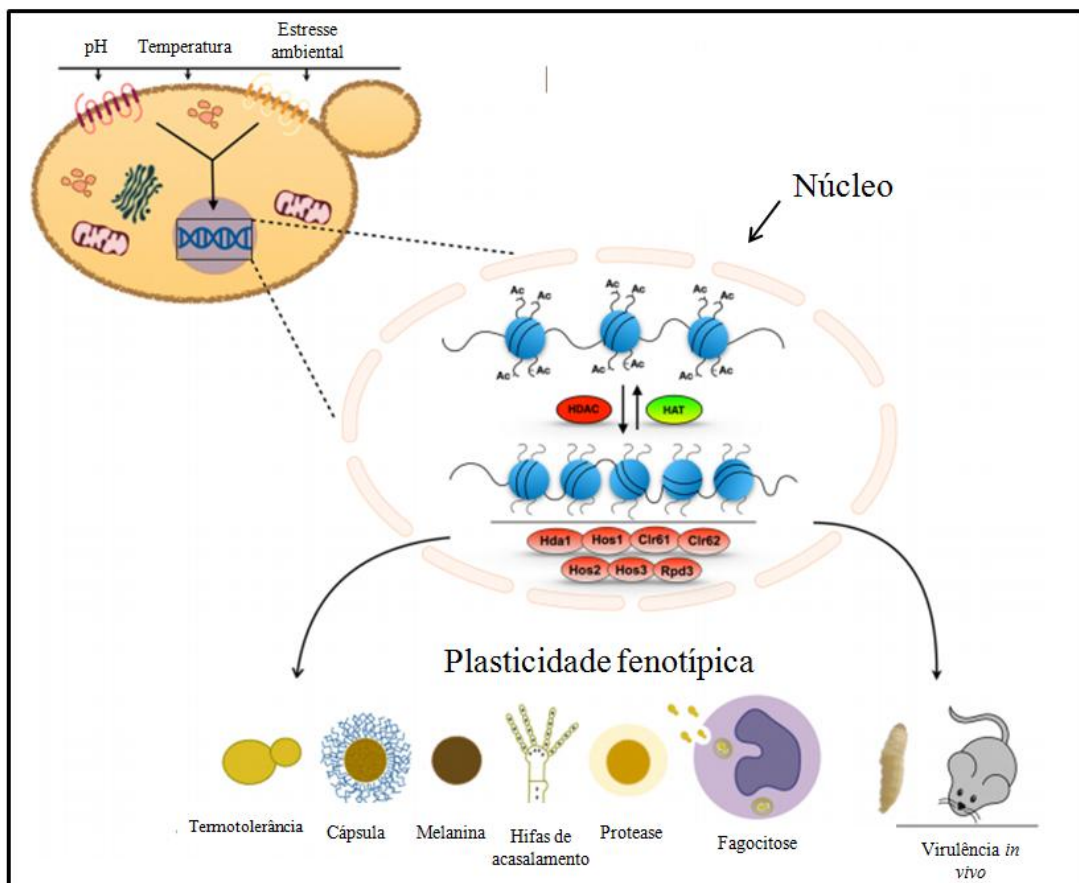 pH
Temperatura
Estresse
ambiental
Núcleo
Ac Ac Ac Ac Ac Ac
Ac Ac Ac Ac Ac Ac
HDAC
HAT
Hda1 Hos1 Clr61 Clr62
Hos2 Hos3 Rpd3
Plasticidade fenotípica
Termotolerância
Cápsula
Melanina
Hifas de
acasalamento
Protease
Fagocitose
Virulência in
vivo